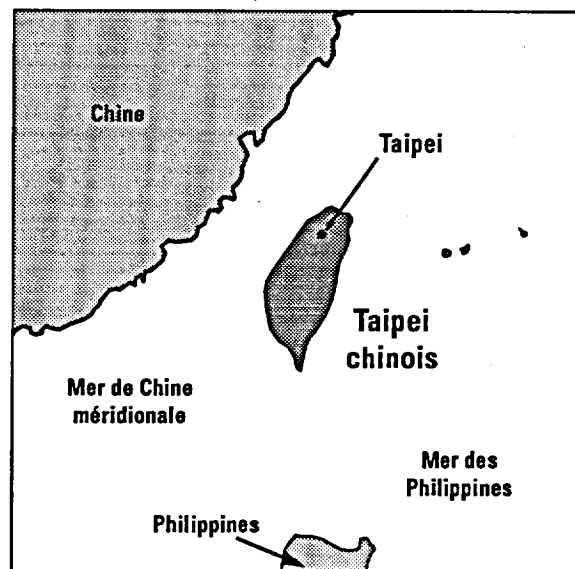 Chine
Taipei
Taipei
chinois
Mer de Chine
méridionale
Mer des
Philippines
Philippines